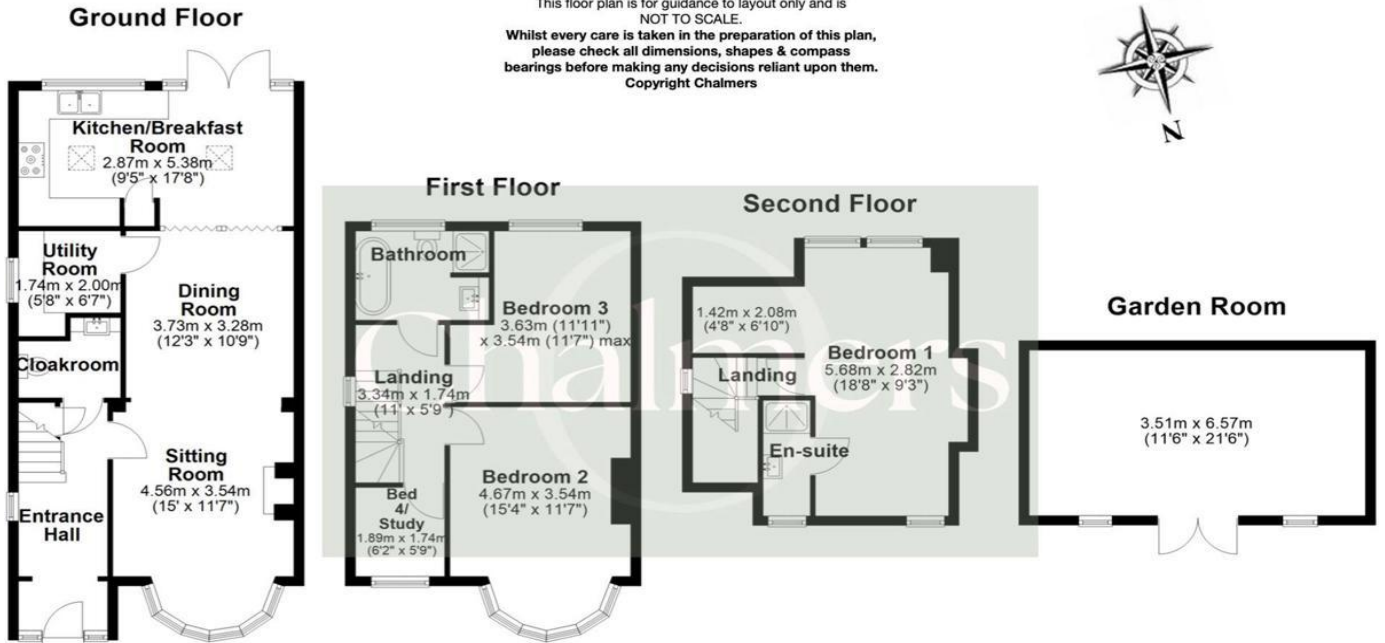 This floor plan is for guidance to layout only and is
NOT TO SCALE.
Whilst every care is taken in the preparation of this plan,
please check all dimensions, shapes & compass
bearings before making any decisions reliant upon them.
Copyright Chalmers
N
Ground Floor
Kitchen/Breakfast
Room
2.87m x 5.38m
(9'5" x 17'8")
Utility
Room
1.74m x 2.00m
(5'8" x 6'7")
Dining
Room
3.73m x 3.28m
(12'3" x 10'9")
Cloakroom
Sitting
Room
4.56m x 3.54m
(15' x 11'7")
Entrance
Hall
First Floor
Bathroom
Bedroom 3
3.63m (11'11")
x 3.54m (11'7") max
Landing
3.34m x 1.74m
(11' x 5'9")
Bedroom 2
4.67m x 3.54m
(15'4" x 11'7")
Bed
4/
Study
1.89m x 1.74m
(6'2" x 5'9")
Second Floor
1.42m x 2.08m
(4'8" x 6'10")
Bedroom 1
5.68m x 2.82m
(18'8" x 9'3")
Landing
En-suite
Garden Room
3.51m x 6.57m
(11'6" x 21'6")
Chalmers